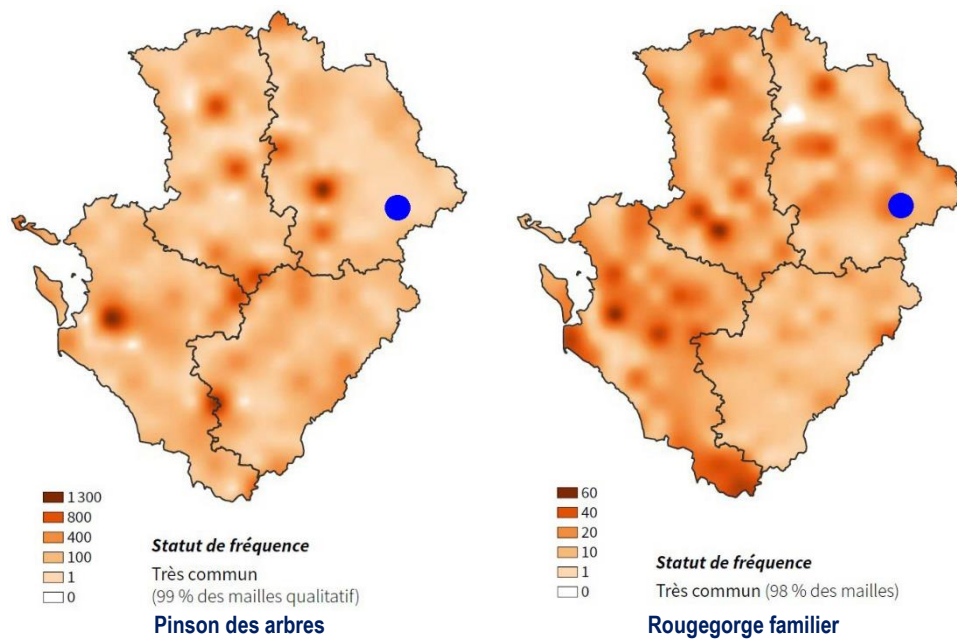 1 300
800
400
100
1
0
Statut de fréquence
Très commun
(99 % des mailles qualitatif)
Pinson des arbres
60
40
20
10
1
0
Statut de fréquence
Très commun (98 % des mailles)
Rougegorge familier